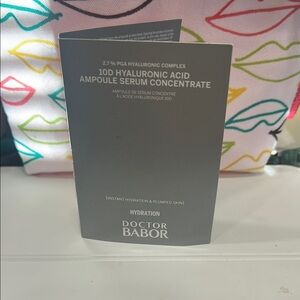 2,7 % PGA HYALURONIC COMPLEX
10D HYALURONIC ACID
AMPOULE SERUM CONCENTRATE
AMPOULE DE SÉRUM CONCENTRÉ
À L'ACIDE HYALURONIQUE 10D
[INSTANT HYDRATION & PLUMPED SKIN]
HYDRATION
DOCTOR
BABOR